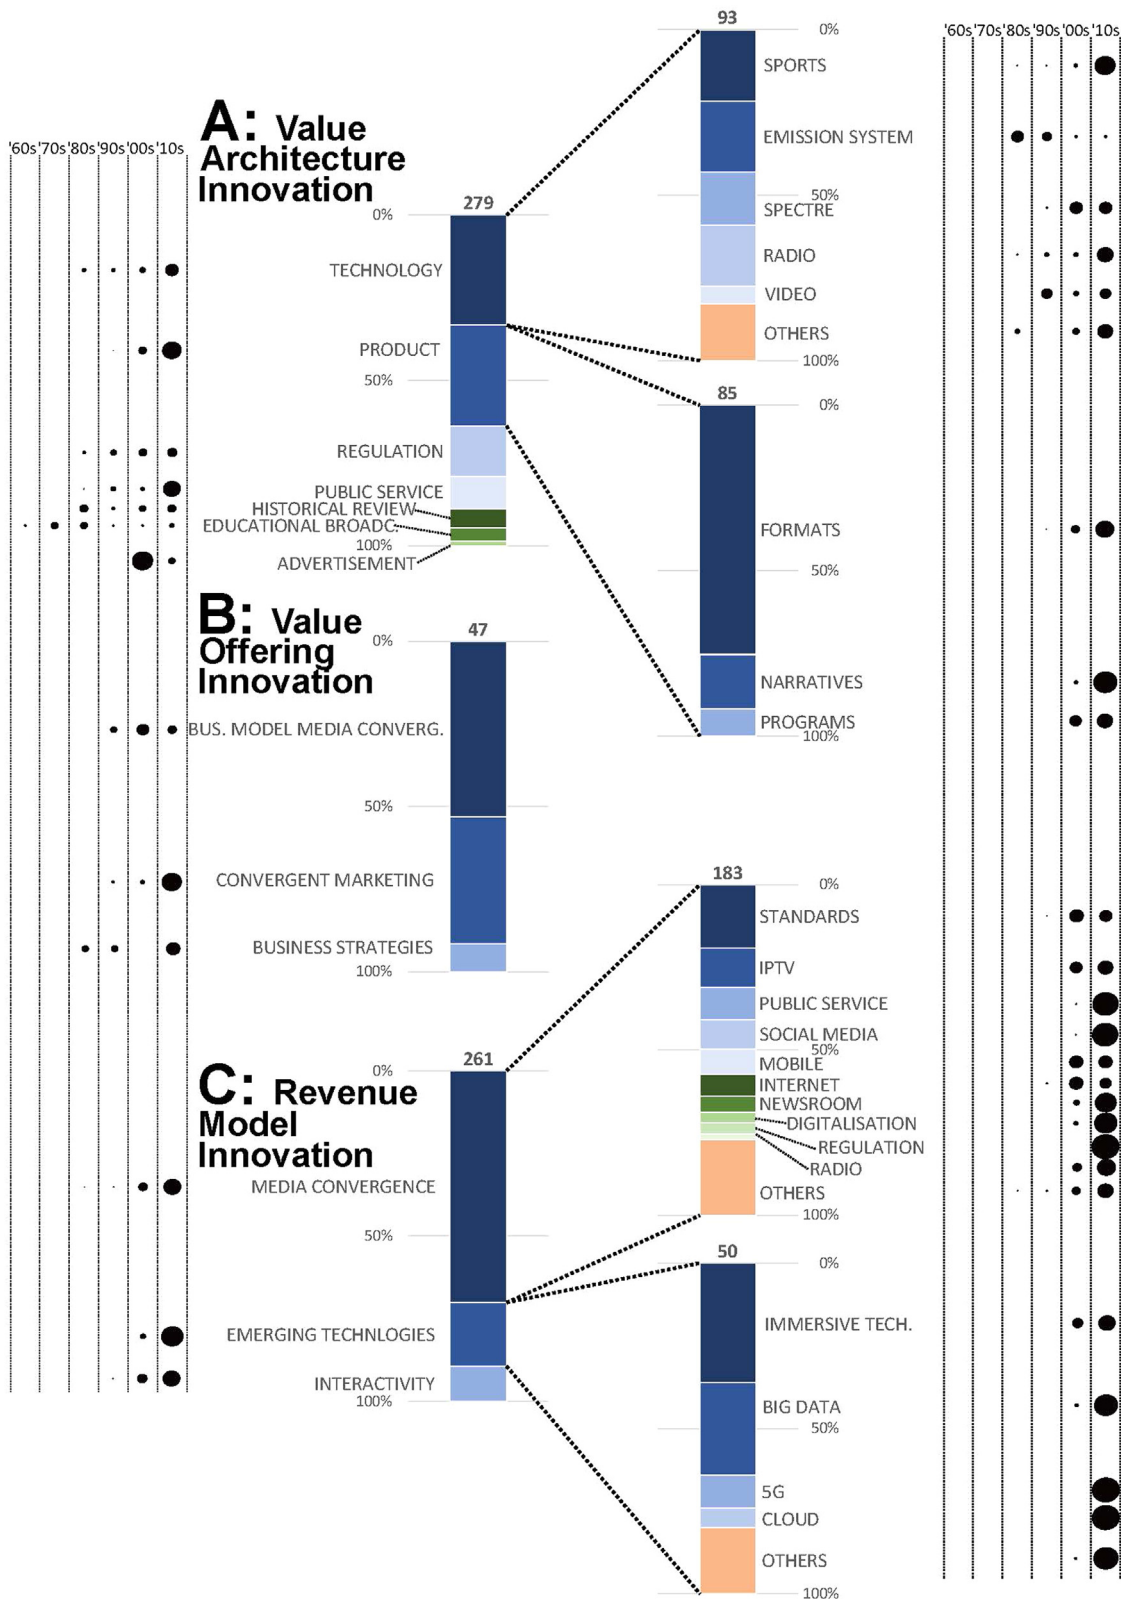 93
0%
'60s'70s'80s'90s'00s'10s
SPORTS
A: Value
Architecture
Innovation
EMISSION SYSTEM
'60s'70s'80s'90s'00s'10s
50%
SPECTRE
279
0%
RADIO
TECHNOLOGY
VIDEO
OTHERS
PRODUCT
100%
50%
85
0%
REGULATION
PUBLIC SERVICE
HISTORICAL REVIEW
EDUCATIONAL BROADC.
FORMATS
100%
ADVERTISEMENT
50%
B: Value
Offering
Innovation
47
0%
NARRATIVES
PROGRAMS
BUS. MODEL MEDIA CONVERG.
100%
50%
CONVERGENT MARKETING
183
0%
STANDARDS
BUSINESS STRATEGIES
IPTV
100%
PUBLIC SERVICE
SOCIAL MEDIA
50%
261
MOBILE
0%
INTERNET
C: Revenue
Model
Innovation
NEWSROOM
DIGITALISATION
REGULATION
RADIO
MEDIA CONVERGENCE
OTHERS
100%
50%
50
0%
IMMERSIVE TECH.
EMERGING TECHNLOGIES
INTERACTIVITY
100%
BIG DATA
50%
5G
CLOUD
OTHERS
100%